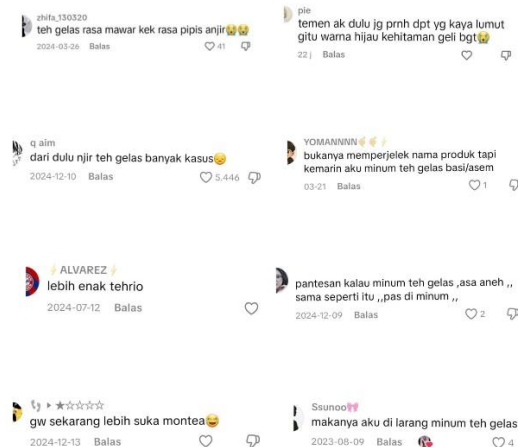 zhifa_130320
teh gelas rasa mawar kek rasa pipis anjir😭😭
2024-03-26 Balas 41
pie
temen ak dulu jg prnh dpt yg kaya lumut
gitu warna hijau kehitaman geli bgt😭
22 j Balas
q aim
dari dulu njir teh gelas banyak kasus😞
2024-12-10 Balas 5.446
YOMANNNN
bukanya memperjelek nama produk tapi
kemarin aku minum teh gelas basi/asem
03-21 Balas 1
⚡ALVAREZ⚡
lebih enak tehrio
2024-07-12 Balas
pantesan kalau minum teh gelas ,asa aneh ,,
sama seperti itu ,,pas di minum ,,
2024-12-09 Balas 2
👣 ▸ ★☆☆☆☆
gw sekarang lebih suka montea😅
2024-12-13 Balas
Ssunoo🎀
makanya aku di larang minum teh gelas
2023-08-09 Balas 4